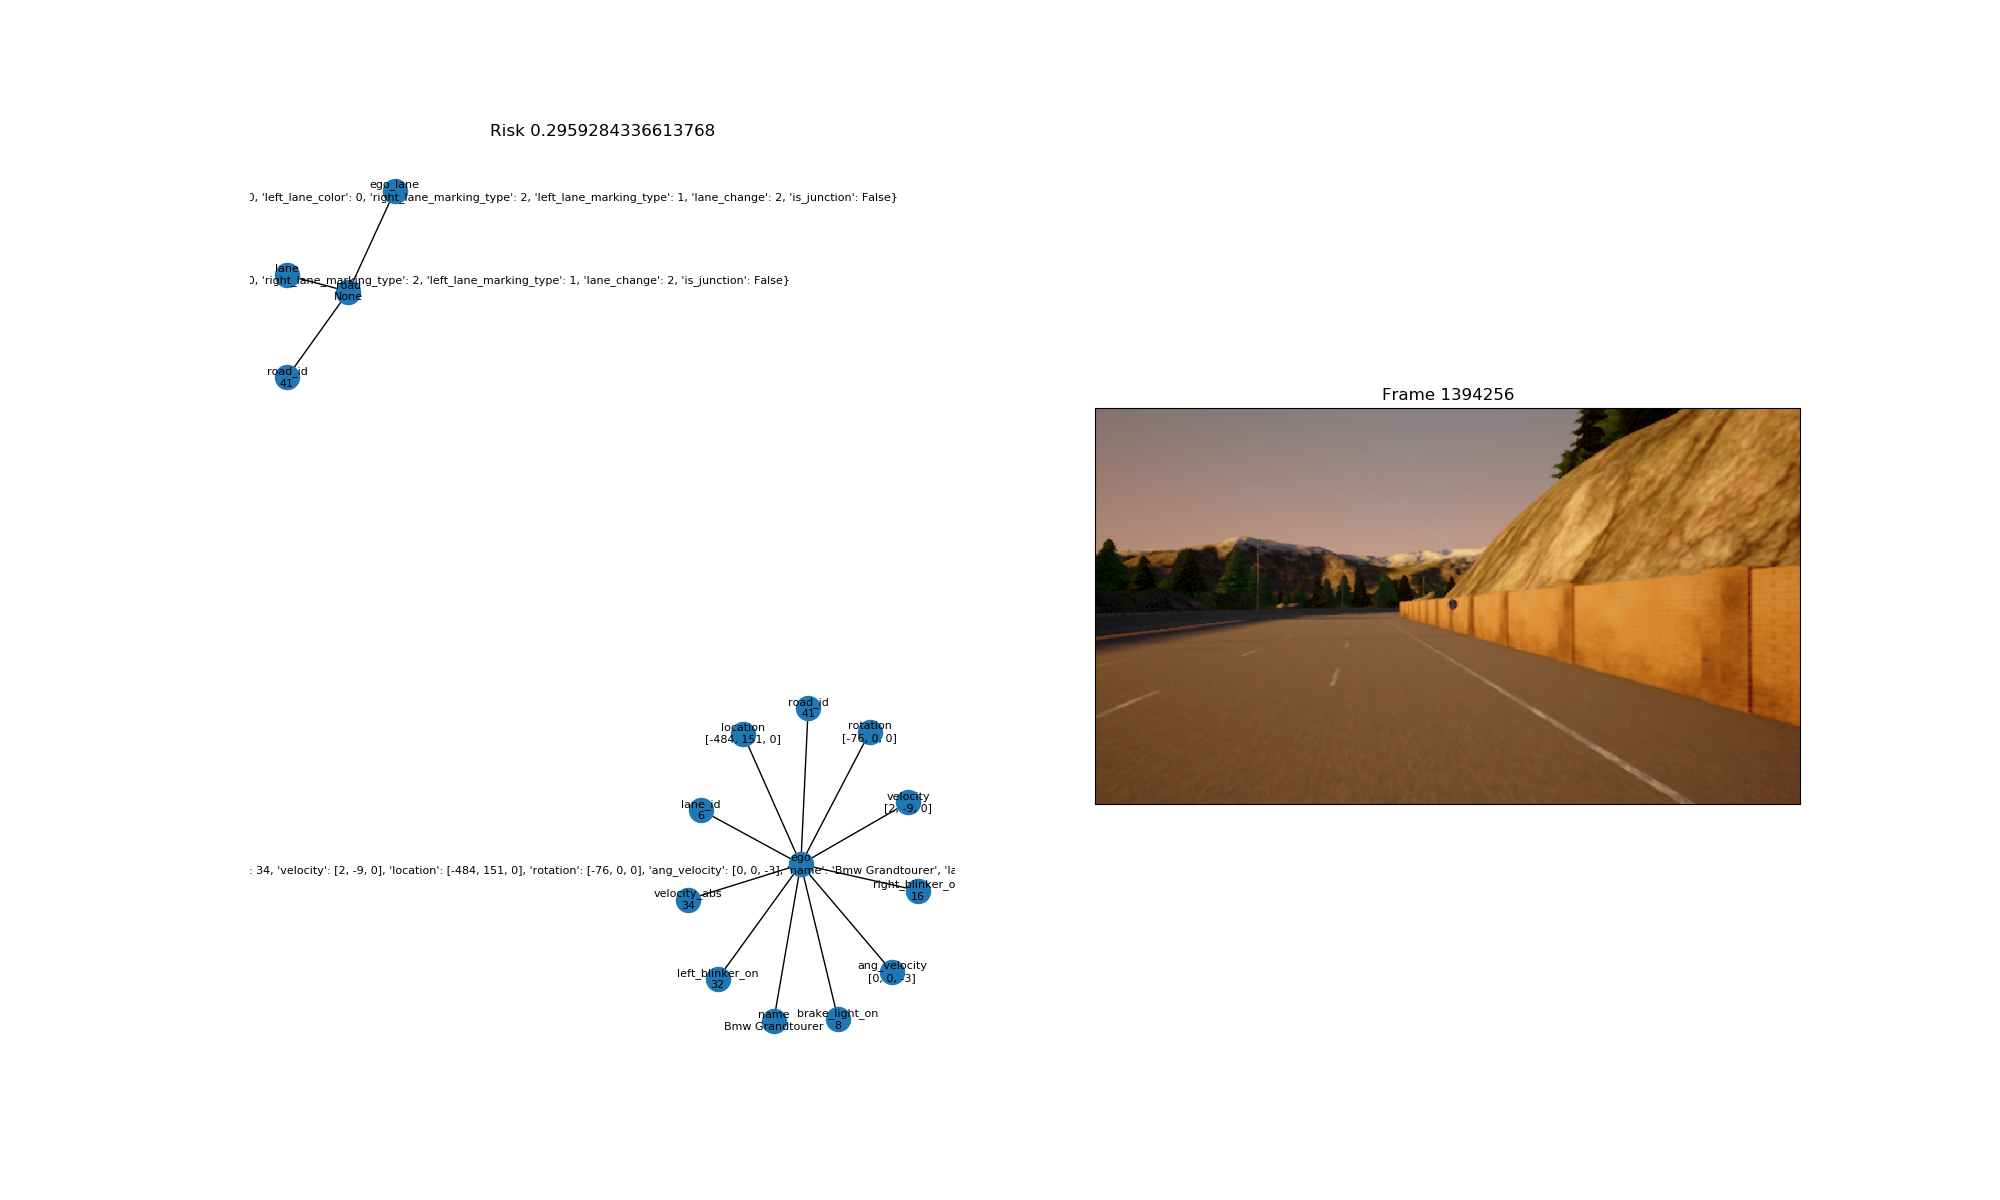 Risk 0.2959284336613768
ego_lane
0, 'left_lane_color': 0, 'right_lane_marking_type': 2, 'left_lane_marking_type': 1, 'lane_change': 2, 'is_junction': False}
lane
0, 'right_lane_marking_type': 2, 'left_lane_marking_type': 1, 'lane_change': 2, 'is_junction': False}
road
None
road_id
41
Frame 1394256
road_id
41
location
[-484, 151, 0]
rotation
[-76, 0, 0]
velocity
[2, -9, 0]
lane_id
6
ego
: 34, 'velocity': [2, -9, 0], 'location': [-484, 151, 0], 'rotation': [-76, 0, 0], 'ang_velocity': [0, 0, -3], 'name': 'Bmw Grandtourer', 'la
right_blinker_o
16
velocity_abs
34
ang_velocity
[0, 0, -3]
left_blinker_on
32
name
Bmw Grandtourer
brake_light_on
8